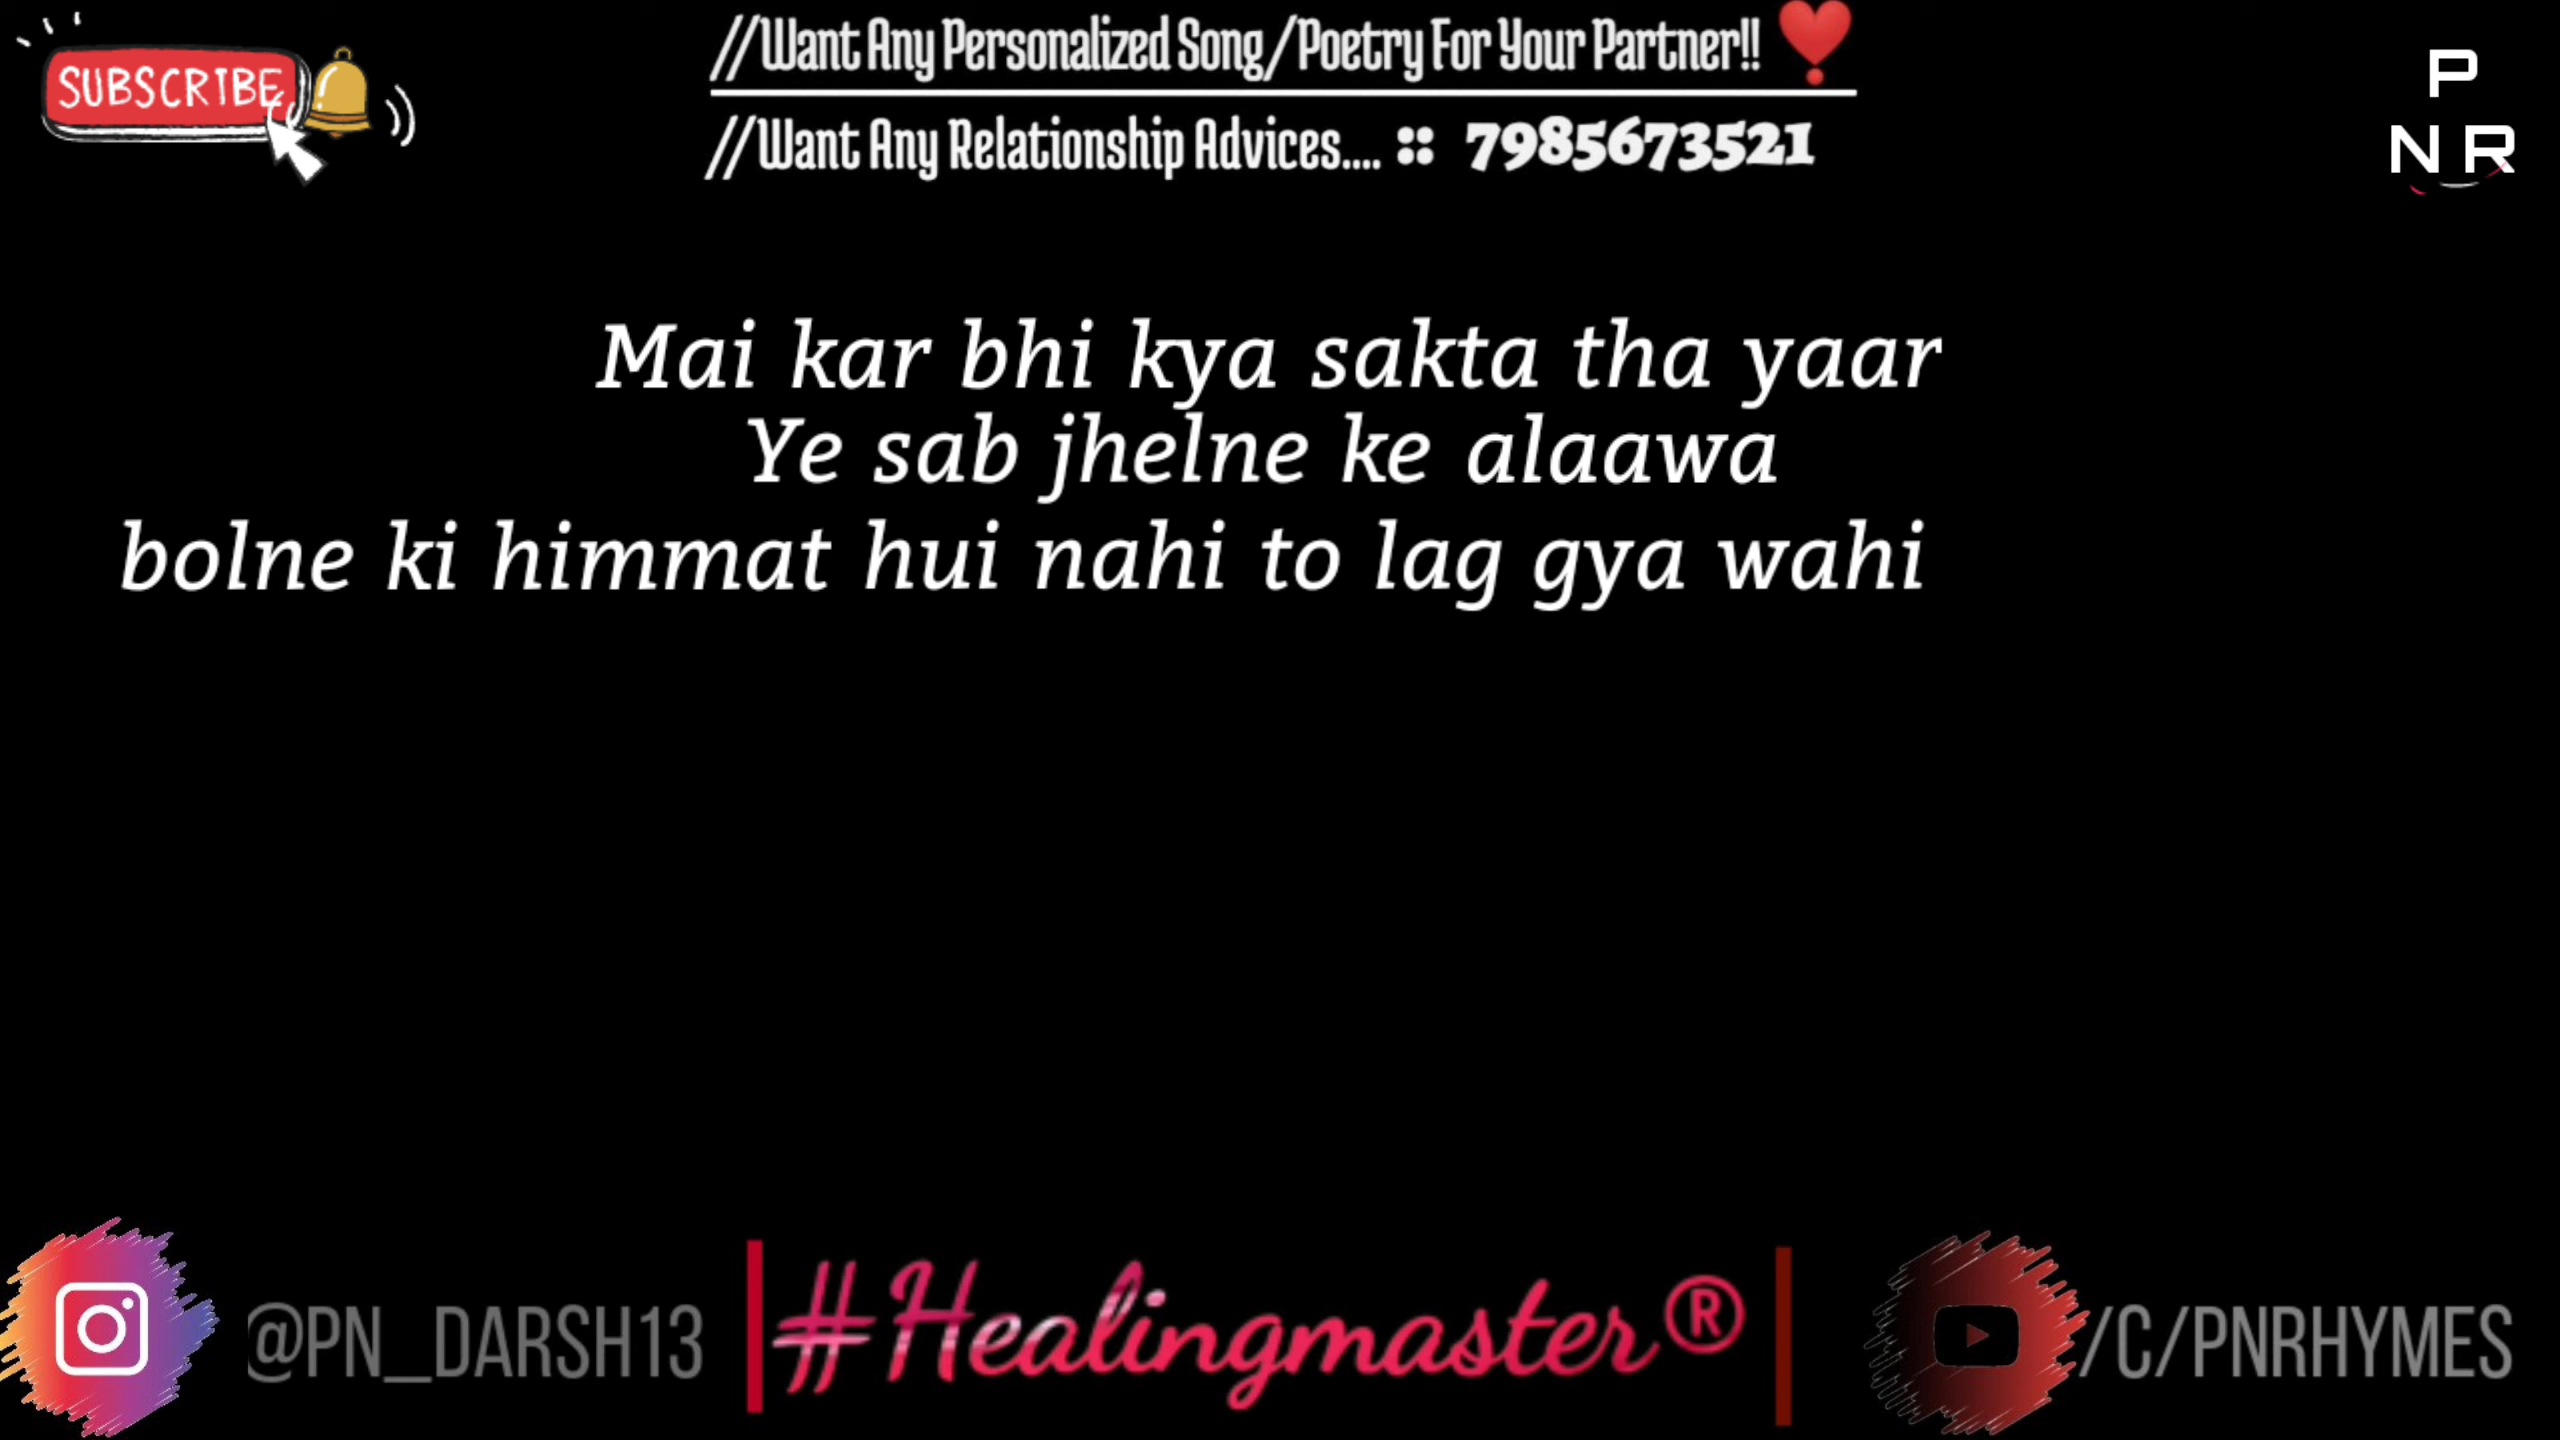 SUBSCRIBE
//Want Any Personalized Song/Poetry For Your Partner!!
//Want Any Relationship Advices.... :: 7985673521
P
NR
Mai kar bhi kya sakta tha yaar
Ye sab jhelne ke alaawa
bolne ki himmat hui nahi to lag gya wahi
@PN_DARSH13
#Healingmaster®
/C/PNRHYMES